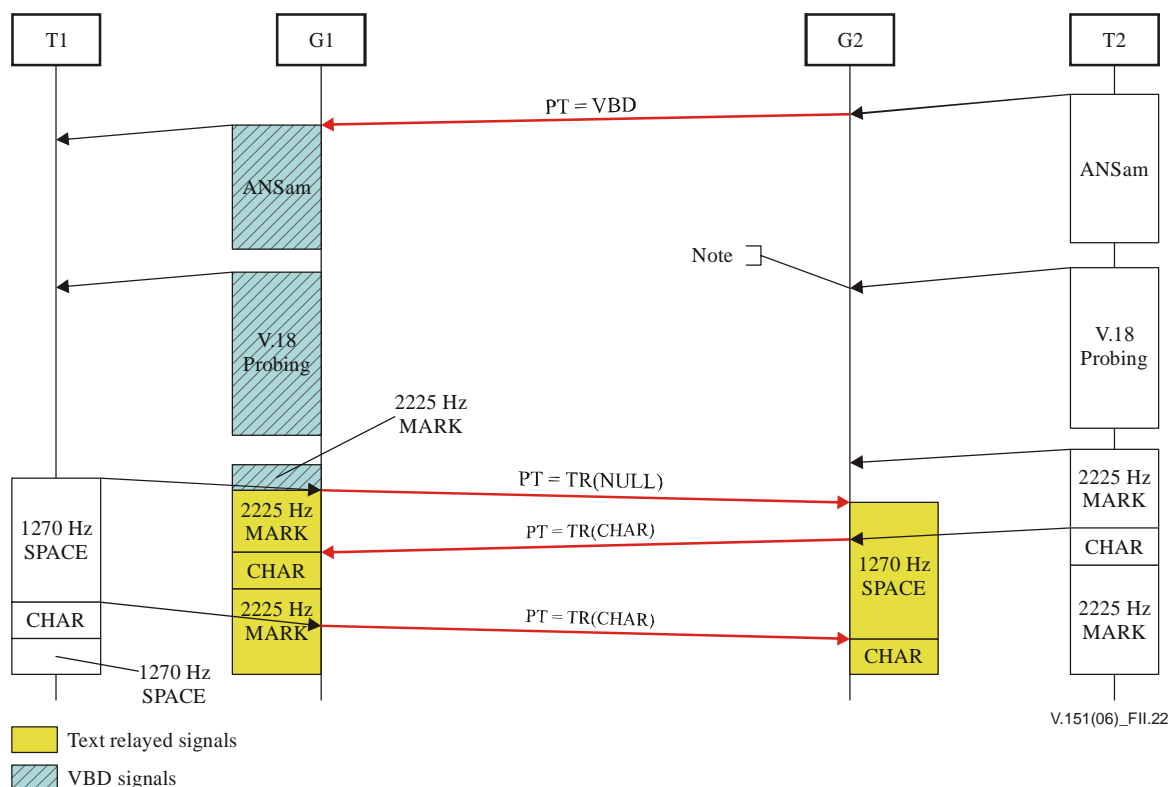 T1
G1
G2
T2
PT = VBD
ANSam
ANSam
Note
V.18
Probing
V.18
Probing
2225 Hz
MARK
PT = TR(NULL)
2225 Hz
MARK
2225 Hz
MARK
1270 Hz
SPACE
PT = TR(CHAR)
CHAR
CHAR
1270 Hz
SPACE
2225 Hz
MARK
2225 Hz
MARK
CHAR
PT = TR(CHAR)
CHAR
1270 Hz
SPACE
V.151(06)_FII.22
Text relayed signals
VBD signals